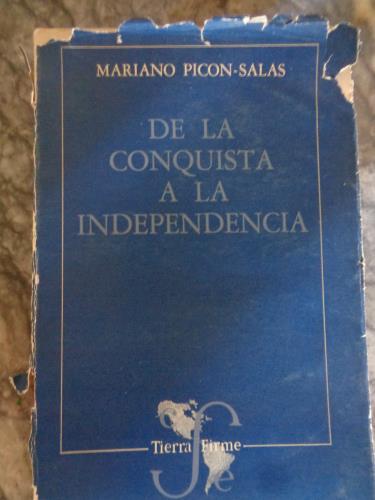 MARIANO PICON-SALAS
DE LA
CONQUISTA
A LA
INDEPENDENCIA
Tierra Firme